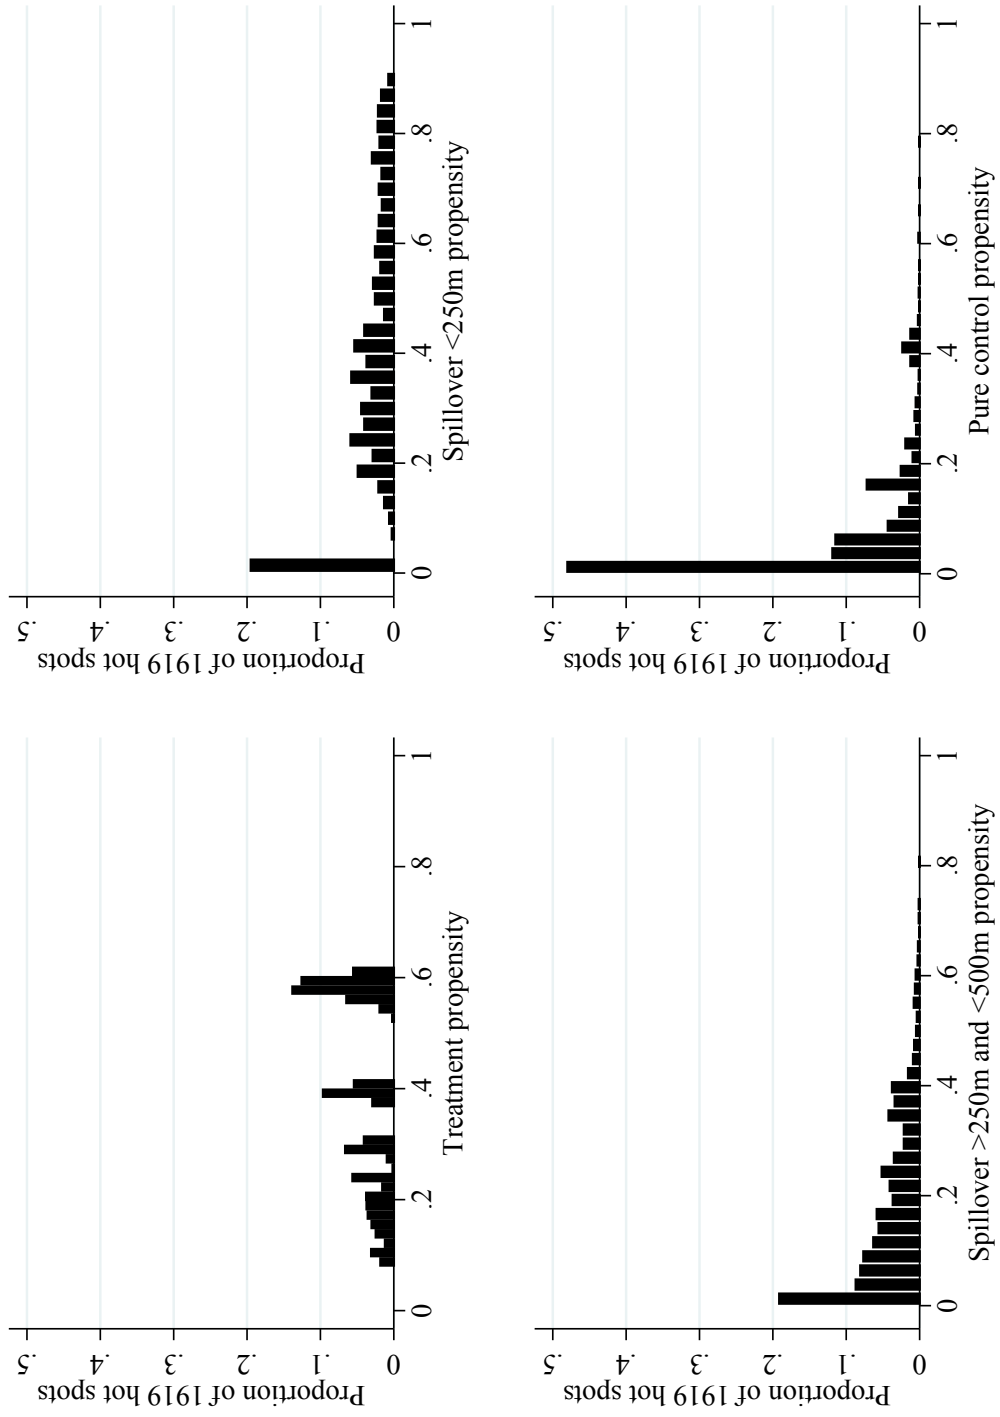 Proportion of 1919 hot spots
.5
.4
.3
.2
.1
0
0 .2 .4 .6 .8 1
Treatment propensity
Proportion of 1919 hot spots
.5
.4
.3
.2
.1
0
0 .2 .4 .6 .8 1
Spillover <250m propensity
Proportion of 1919 hot spots
.5
.4
.3
.2
.1
0
0 .2 .4 .6 .8 1
Spillover >250m and <500m propensity
Proportion of 1919 hot spots
.5
.4
.3
.2
.1
0
0 .2 .4 .6 .8 1
Pure control propensity